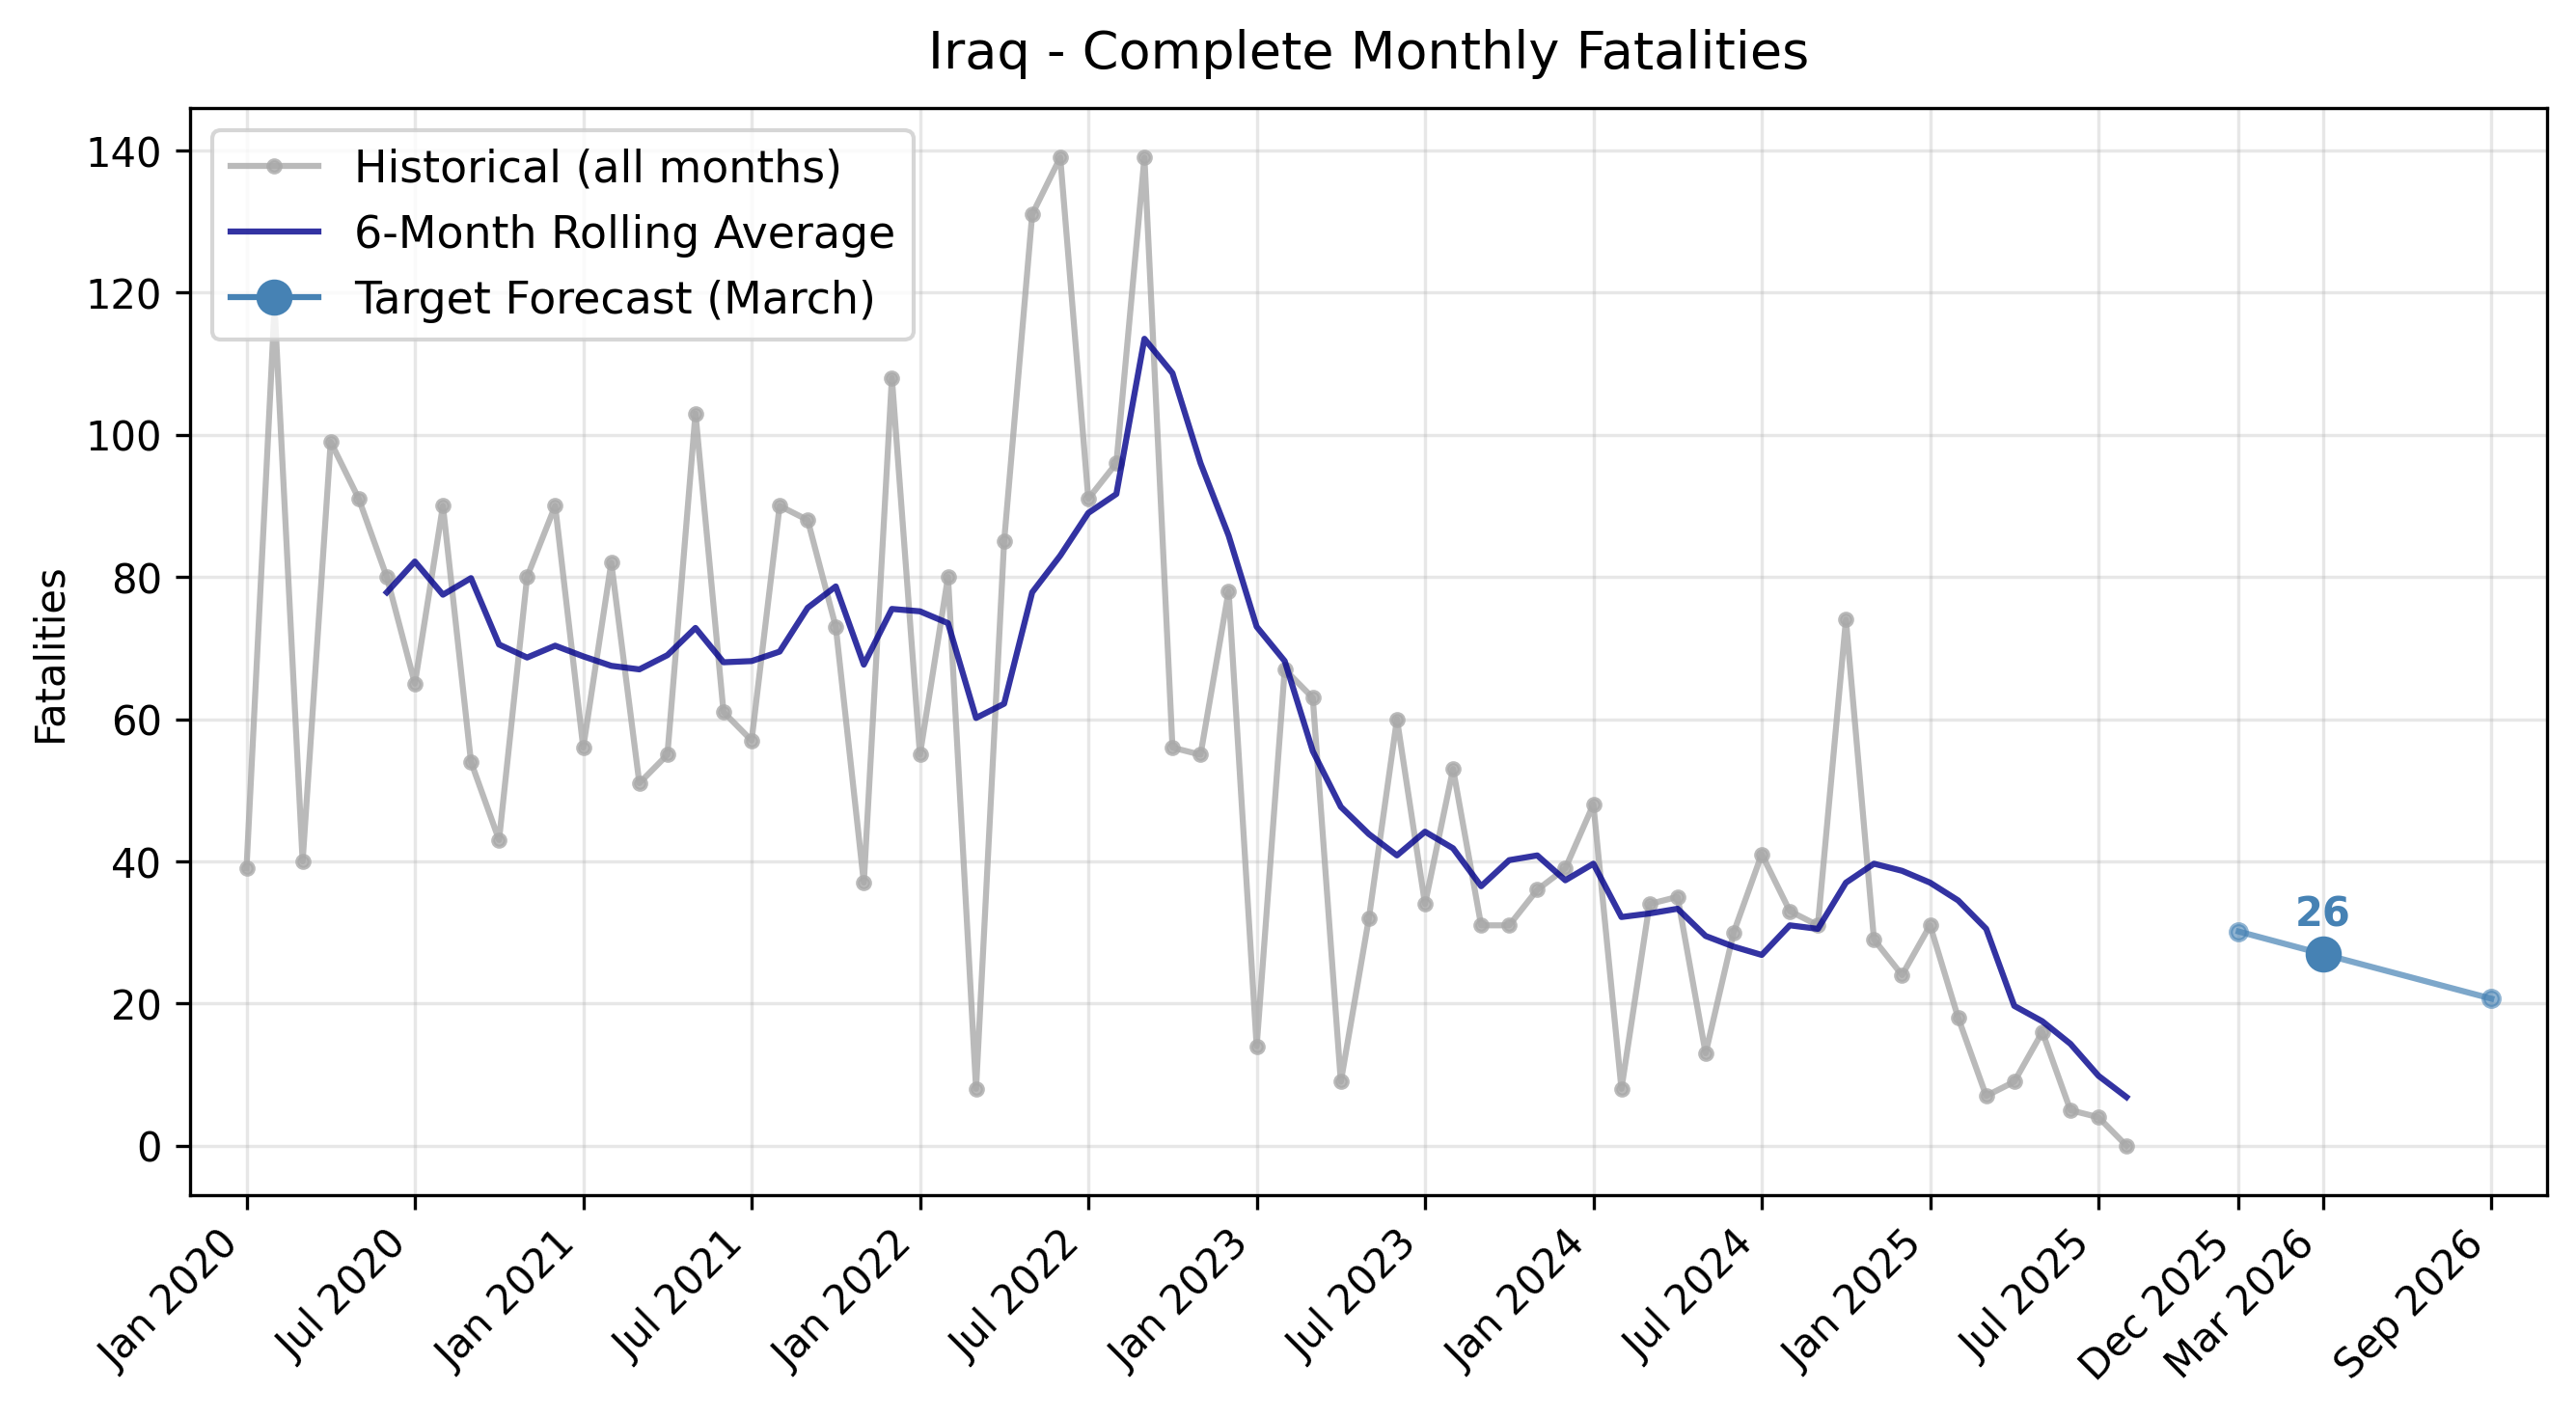 Iraq - Complete Monthly Fatalities
Historical (all months)
6-Month Rolling Average
Target Forecast (March)
Fatalities
140
120
100
80
60
40
20
0
26
Jan 2020
Jul 2020
Jan 2021
Jul 2021
Jan 2022
Jul 2022
Jan 2023
Jul 2023
Jan 2024
Jul 2024
Jan 2025
Jul 2025
Dec 2025
Mar 2026
Sep 2026